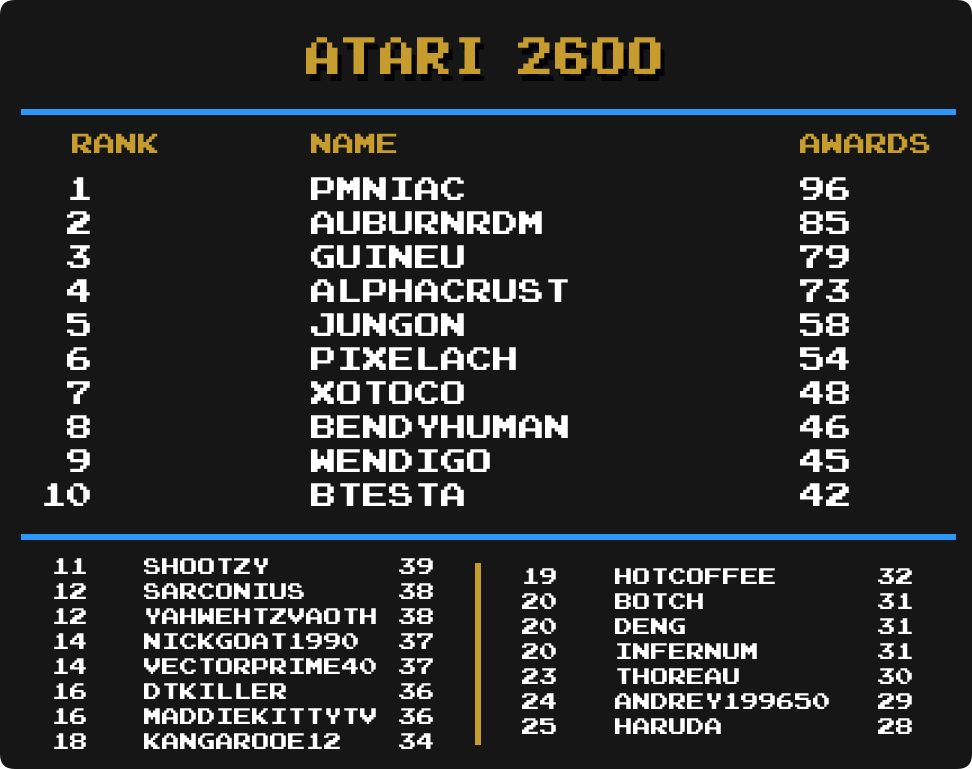 ATARI 2600
RANK NAME AWARDS
1 PMNIAC 96
2 AUBURNRDM 85
3 GUINEU 79
4 ALPHACRUST 73
5 JUNGON 58
6 PIXELACH 54
7 XOTOCO 48
8 BENDYHUMAN 46
9 WENDIGO 45
10 BTESTA 42
11 SHOOTZY 39
12 SARCONIUS 38
12 YAHWEHTZVAOTH 38
14 NICKGOAT1990 37
14 VECTORPRIME40 37
16 DTKILLER 36
16 MADDIEKITTYTV 36
18 KANGAROOE12 34
19 HOTCOFFEE 32
20 BOTCH 31
20 DENG 31
20 INFERNUM 31
23 THOREAU 30
24 ANDREY199650 29
25 HARUDA 28